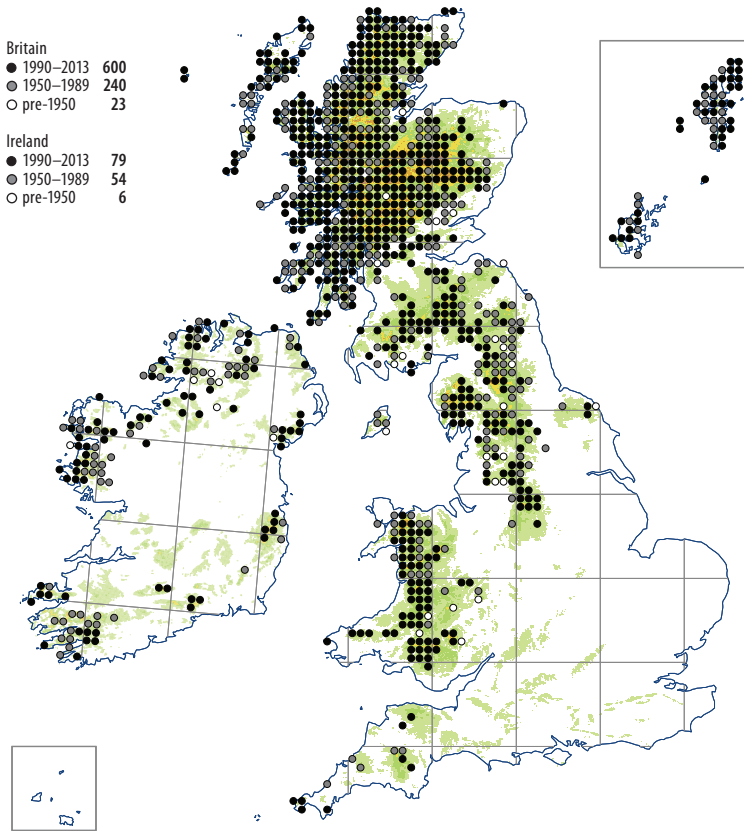 Britain
1990–2013 600
1950–1989 240
pre-1950 23
Ireland
1990–2013 79
1950–1989 54
pre-1950 6